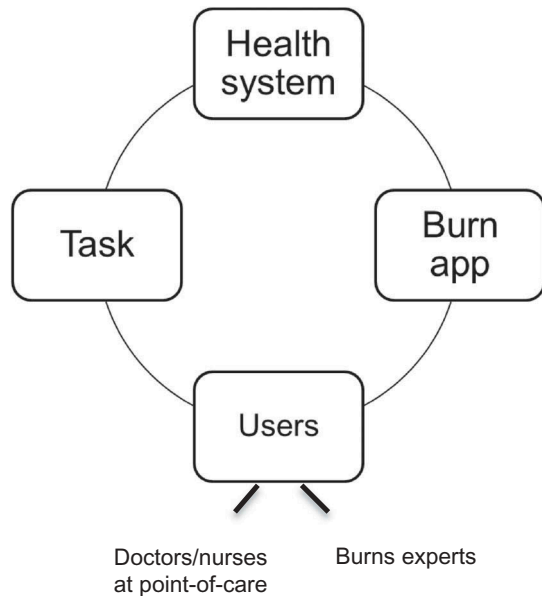 Health
system
Task
Burn
app
Users
Doctors/nurses
at point-of-care
Burns experts